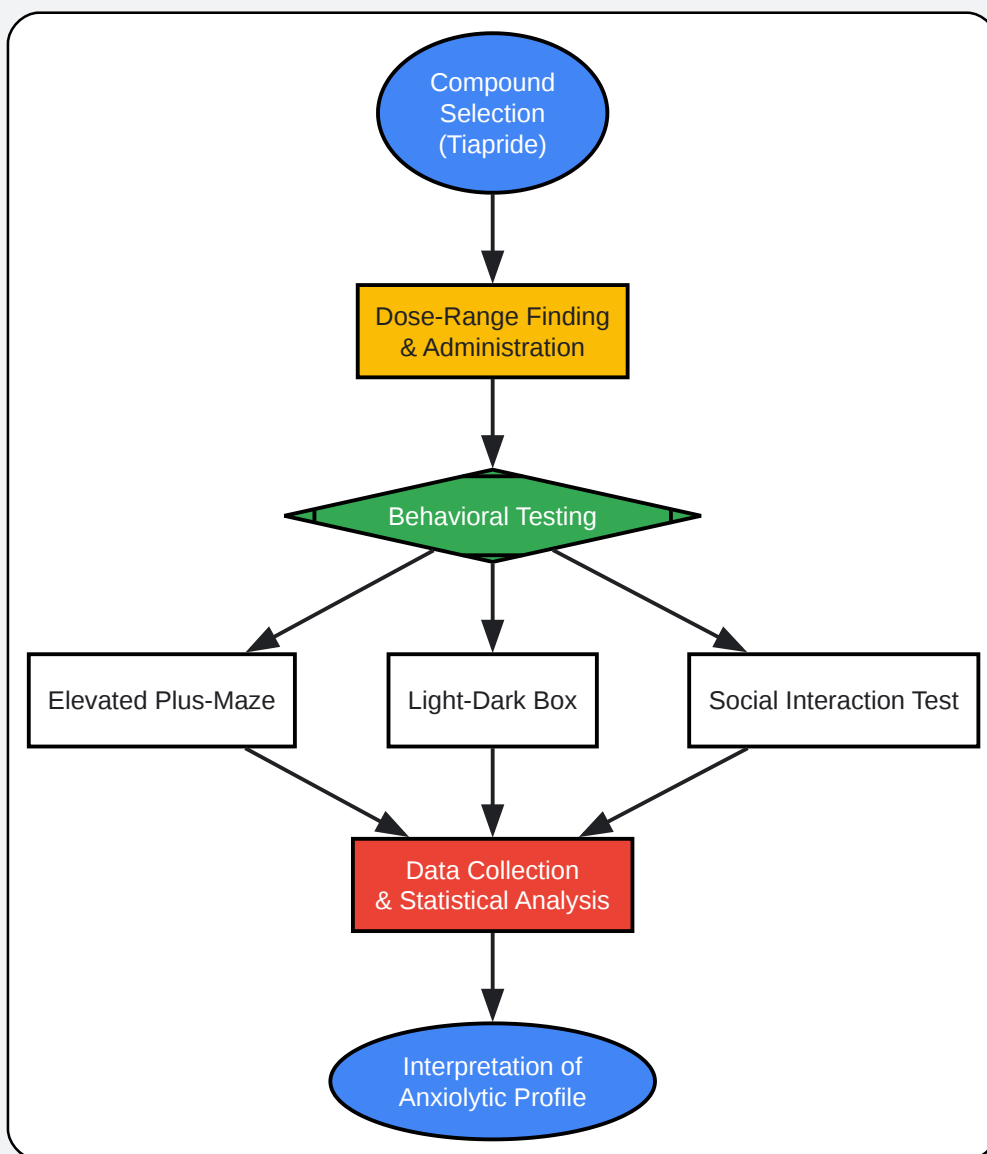 Compound
Selection
(Tiapride)
Dose-Range Finding
& Administration
Behavioral Testing
Elevated Plus-Maze
Light-Dark Box
Social Interaction Test
Data Collection
& Statistical Analysis
Interpretation of
Anxiolytic Profile